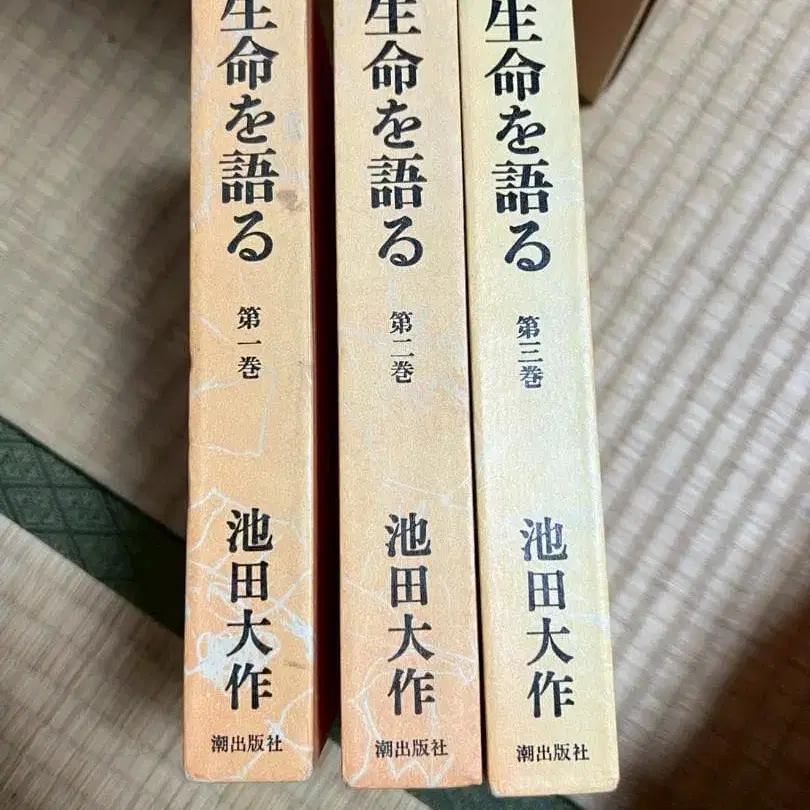 生命を語る
第一巻
池田大作
潮出版社
生命を語る
第二巻
池田大作
潮出版社
生命を語る
第三巻
池田大作
潮出版社